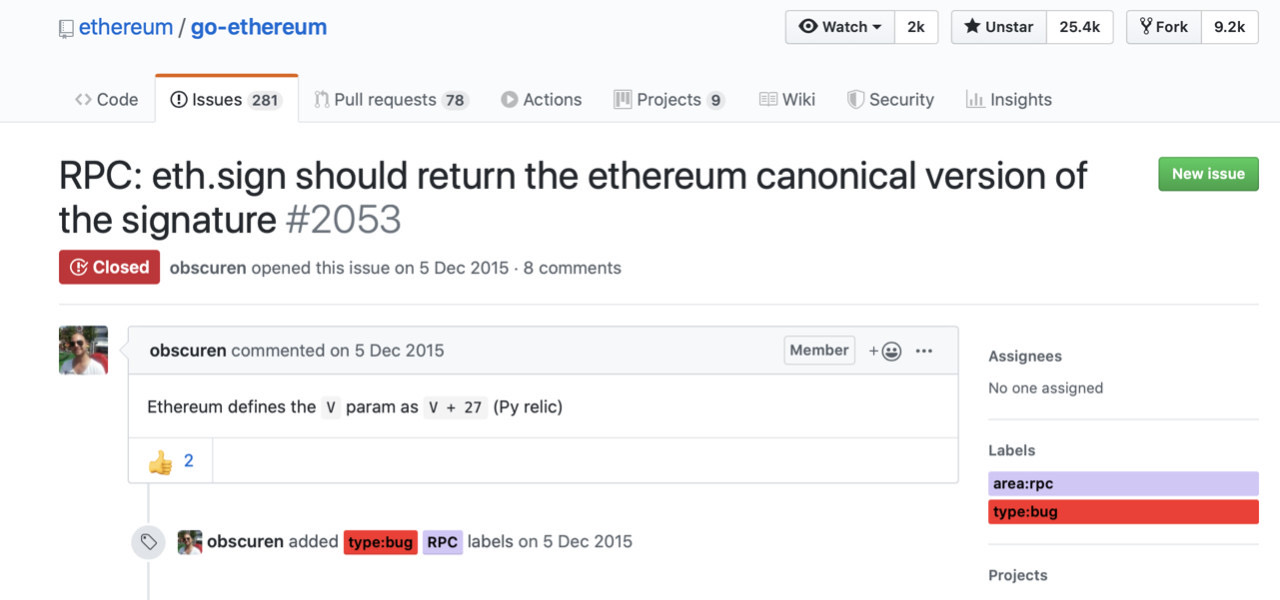 ethereum / go-ethereum
Watch 2k Unstar 25.4k Fork 9.2k
Code Issues 281 Pull requests 78 Actions Projects 9 Wiki Security Insights
RPC: eth.sign should return the ethereum canonical version of
the signature #2053
New issue
Closed obscuren opened this issue on 5 Dec 2015 · 8 comments
obscuren commented on 5 Dec 2015
Member
Ethereum defines the V param as V + 27 (Py relic)
👍 2
obscuren added type:bug RPC labels on 5 Dec 2015
Assignees
No one assigned
Labels
area:rpc
type:bug
Projects